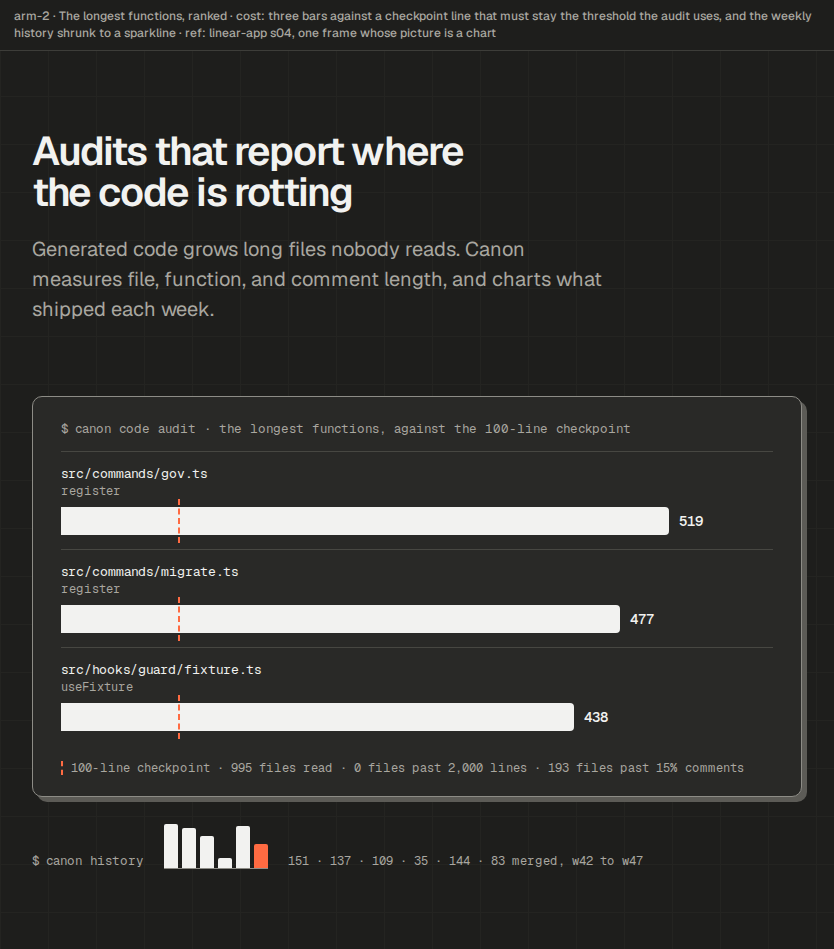 arm-2 · The longest functions, ranked · cost: three bars against a checkpoint line that must stay the threshold the audit uses, and the weekly
history shrunk to a sparkline · ref: linear-app s04, one frame whose picture is a chart
Audits that report where
the code is rotting
Generated code grows long files nobody reads. Canon
measures file, function, and comment length, and charts what
shipped each week.
$ canon code audit · the longest functions, against the 100-line checkpoint
src/commands/gov.ts
register
519
src/commands/migrate.ts
register
477
src/hooks/guard/fixture.ts
useFixture
438
100-line checkpoint · 995 files read · 0 files past 2,000 lines · 193 files past 15% comments
$ canon history
151 · 137 · 109 · 35 · 144 · 83 merged, w42 to w47